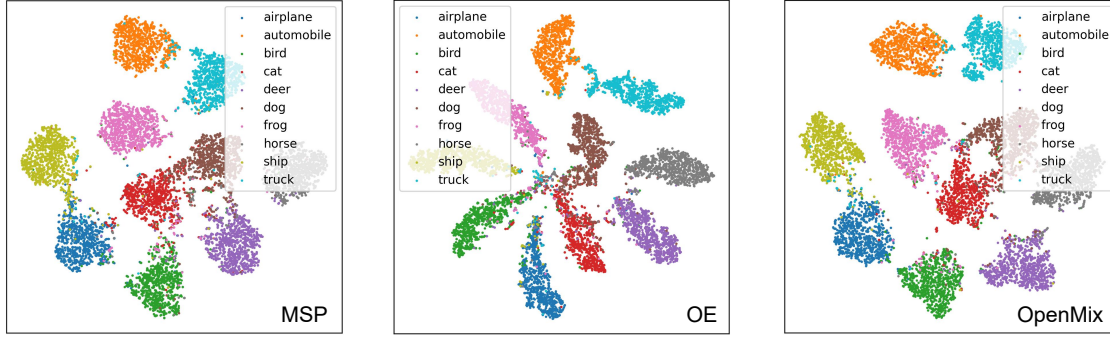 airplane
automobile
bird
cat
deer
dog
frog
horse
ship
truck
MSP
airplane
automobile
bird
cat
deer
dog
frog
horse
ship
truck
OE
airplane
automobile
bird
cat
deer
dog
frog
horse
ship
truck
OpenMix